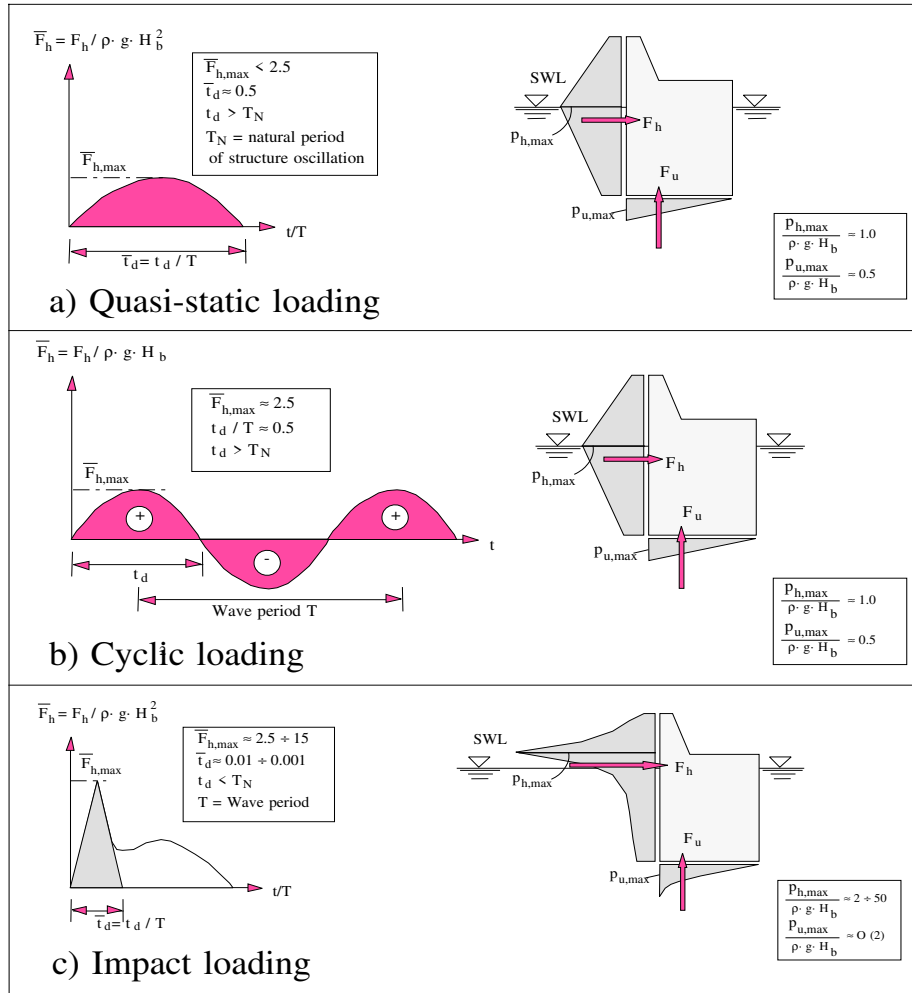 F̅h = Fh / ρ· g· Hb²
F̅h,max < 2.5
t̅d ≈ 0.5
td > TN
TN = natural period
of structure oscillation
F̅h,max
t/T
t̅d = td / T
SWL
ph,max
Fh
Fu
pu,max
ph,max / ρ· g· Hb ≈ 1.0
pu,max / ρ· g· Hb ≈ 0.5
a) Quasi-static loading
F̅h = Fh / ρ· g· Hb
F̅h,max ≈ 2.5
td / T ≈ 0.5
td > TN
F̅h,max
+
-
+
t
td
Wave period T
SWL
ph,max
Fh
Fu
pu,max
ph,max / ρ· g· Hb ≈ 1.0
pu,max / ρ· g· Hb ≈ 0.5
b) Cyclic loading
F̅h = Fh / ρ· g· Hb²
F̅h,max ≈ 2.5 ÷ 15
t̅d ≈ 0.01 ÷ 0.001
td < TN
T = Wave period
F̅h,max
t/T
t̅d = td / T
SWL
ph,max
Fh
Fu
pu,max
ph,max / ρ· g· Hb ≈ 2 ÷ 50
pu,max / ρ· g· Hb ≈ O (2)
c) Impact loading